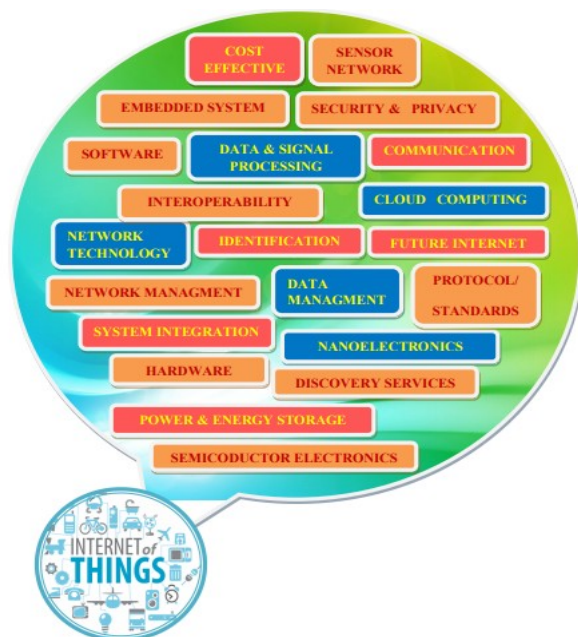 COST
EFFECTIVE
SENSOR
NETWORK
EMBEDDED SYSTEM
SECURITY & PRIVACY
SOFTWARE
DATA & SIGNAL
PROCESSING
COMMUNICATION
INTEROPERABILITY
CLOUD COMPUTING
NETWORK
TECHNOLOGY
IDENTIFICATION
FUTURE INTERNET
NETWORK MANAGMENT
DATA
MANAGMENT
PROTOCOL/
STANDARDS
SYSTEM INTEGRATION
NANOELECTRONICS
HARDWARE
DISCOVERY SERVICES
POWER & ENERGY STORAGE
SEMICODUCTOR ELECTRONICS
INTERNET of
THINGS